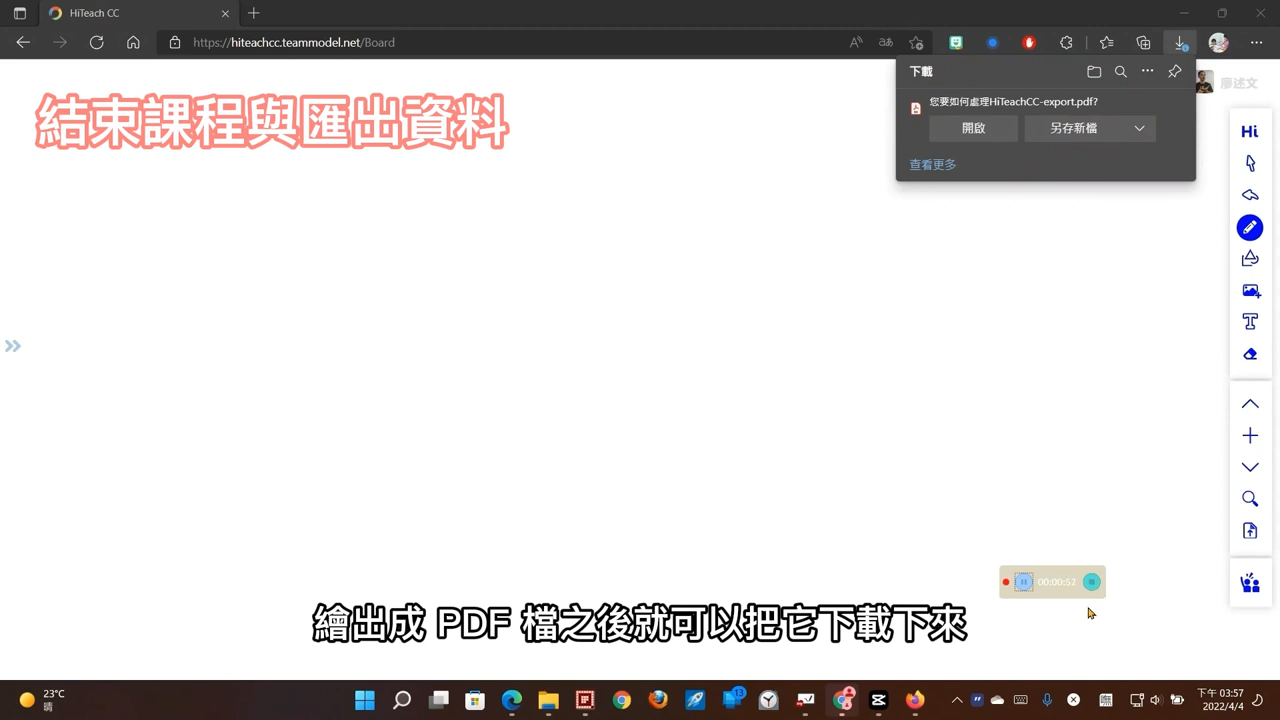 HiTeach CC
https://hiteachcc.teammodel.net/Board
下載
您要如何處理HiTeachCC-export.pdf?
開啟
另存新檔
查看更多
廖述文
結束課程與匯出資料
Hi
00:00:52
繪出成 PDF 檔之後就可以把它下載下來
23°C
晴
13
下午 03:57
2022/4/4